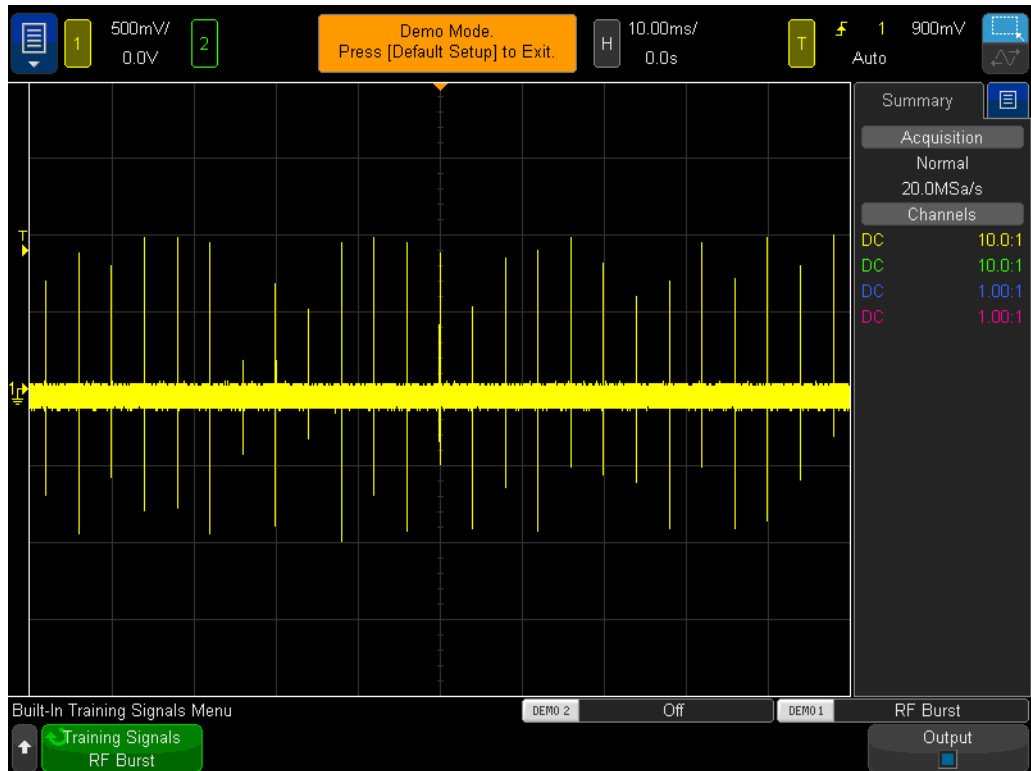 1 500mV/ 2 Demo Mode. H 10.00ms/ T 1 900mV
0.0V Press [Default Setup] to Exit. 0.0s Auto
Summary
Acquisition
Normal
20.0MSa/s
Channels
T
DC 10.0:1
DC 10.0:1
DC 1.00:1
DC 1.00:1
1
Built-In Training Signals Menu DEMO 2 Off DEMO 1 RF Burst
Training Signals Output
RF Burst